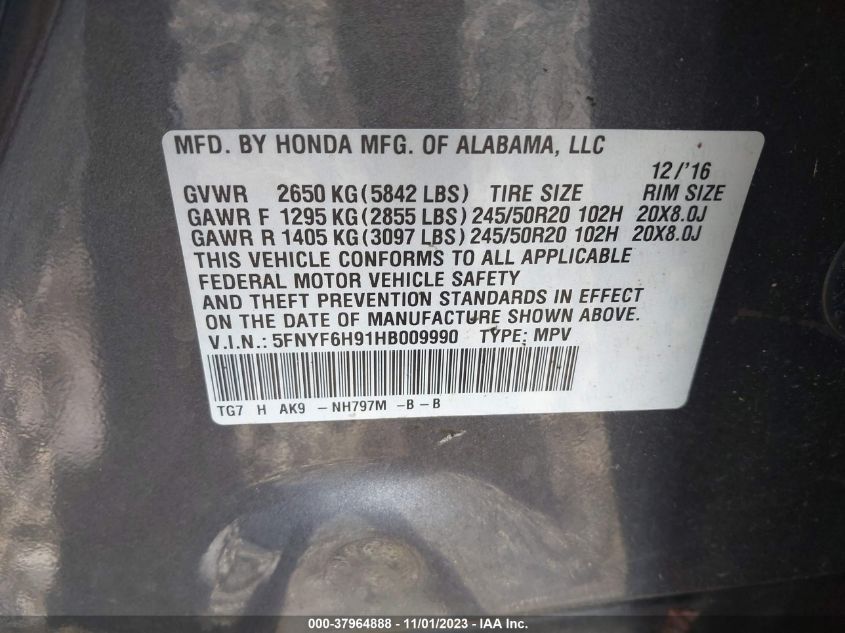 MFD. BY HONDA MFG. OF ALABAMA, LLC
12/'16
GVWR 2650 KG (5842 LBS) TIRE SIZE RIM SIZE
GAWR F 1295 KG (2855 LBS) 245/50R20 102H 20X8.0J
GAWR R 1405 KG (3097 LBS) 245/50R20 102H 20X8.0J
THIS VEHICLE CONFORMS TO ALL APPLICABLE
FEDERAL MOTOR VEHICLE SAFETY
AND THEFT PREVENTION STANDARDS IN EFFECT
ON THE DATE OF MANUFACTURE SHOWN ABOVE.
V.I.N.: 5FNYF6H91HB009990 TYPE: MPV
TG7 H AK9 - NH797M - B - B
000-37964888 - 11/01/2023 - IAA Inc.